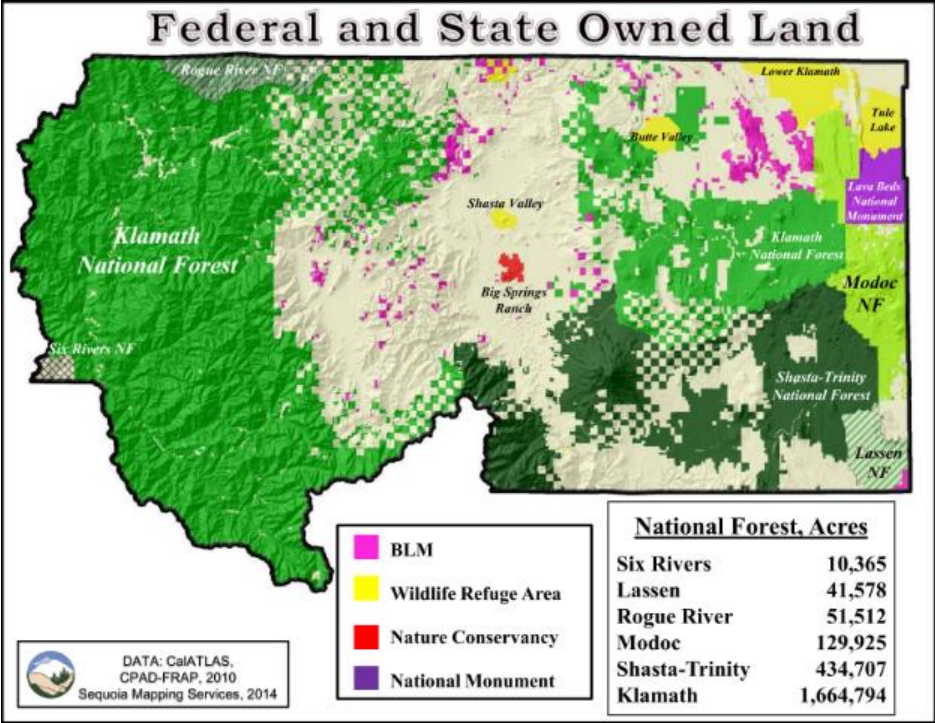 Federal and State Owned Land
Rogue River NF
Lower Klamath
Tule
Lake
Butte Valley
Lava Beds
National
Monument
Shasta Valley
Klamath
National Forest
Klamath
National Forest
Big Springs
Ranch
Modoc
NF
Six Rivers NF
Shasta-Trinity
National Forest
Lassen
NF
BLM
Wildlife Refuge Area
Nature Conservancy
National Monument
National Forest, Acres
Six Rivers 10,365
Lassen 41,578
Rogue River 51,512
Modoc 129,925
Shasta-Trinity 434,707
Klamath 1,664,794
DATA: CalATLAS,
CPAD-FRAP, 2010
Sequoia Mapping Services, 2014